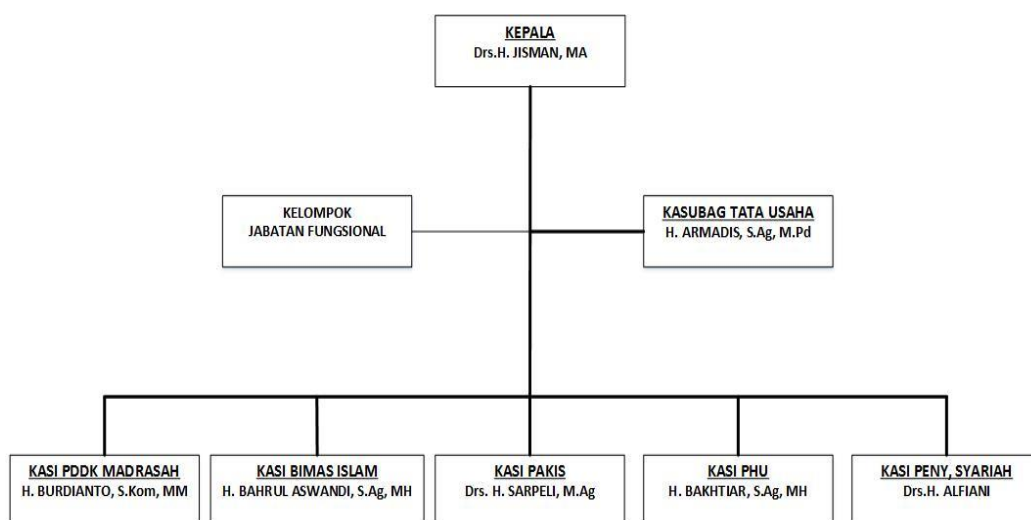 KEPALA
Drs.H. JISMAN, MA
KELOMPOK
JABATAN FUNGSIONAL
KASUBAG TATA USAHA
H. ARMADIS, S.Ag, M.Pd
KASI PDDK MADRASAH
H. BURDIANTO, S.Kom, MM
KASI BIMAS ISLAM
H. BAHRUL ASWANDI, S.Ag, MH
KASI PAKIS
Drs. H. SARPELI, M.Ag
KASI PHU
H. BAKHTIAR, S.Ag, MH
KASI PENY, SYARIAH
Drs.H. ALFIANI